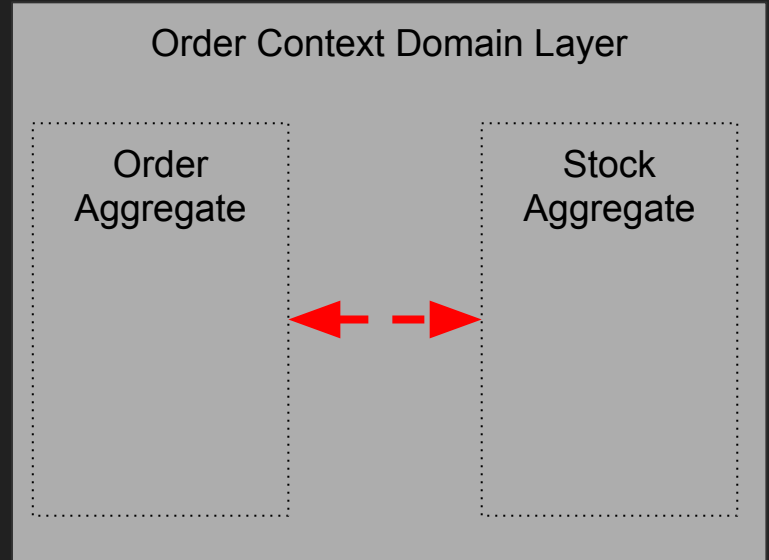 Order Context Domain Layer
Order
Aggregate
Stock
Aggregate